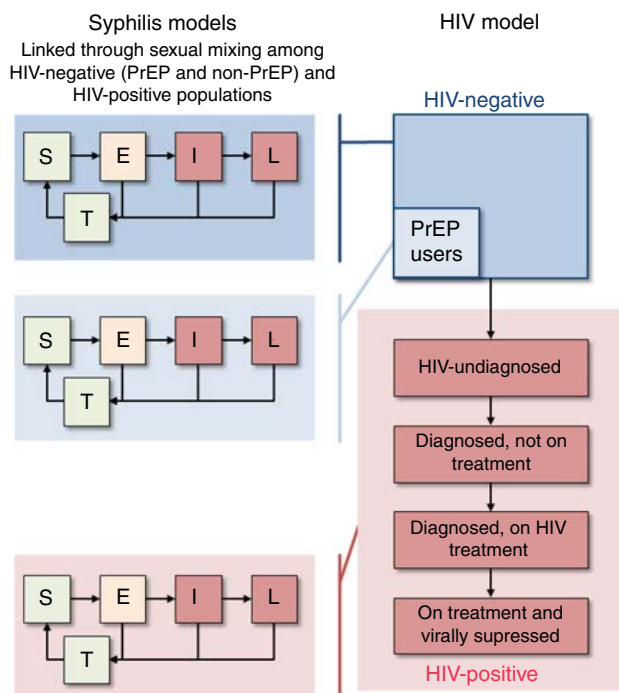 Syphilis models
Linked through sexual mixing among
HIV-negative (PrEP and non-PrEP) and
HIV-positive populations
S
E
I
L
T
S
E
I
L
T
S
E
I
L
T
HIV model
HIV-negative
PrEP
users
HIV-undiagnosed
Diagnosed, not on
treatment
Diagnosed, on HIV
treatment
On treatment and
virally supressed
HIV-positive